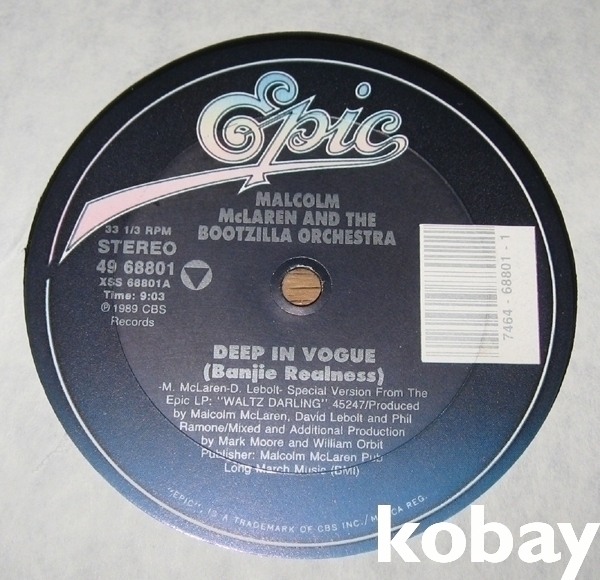 Epic
MALCOLM
McLAREN AND THE
BOOTZILLA ORCHESTRA
33 1/3 RPM
STEREO
49 68801
XSS 68801A
Time: 9:03
℗ 1989 CBS
Records
7464 - 68801 - 1
DEEP IN VOGUE
(Banjie Realness)
-M. McLaren-D. Lebolt- Special Version From The
Epic LP: "WALTZ DARLING" 45247/Produced
by Malcolm McLaren, David Lebolt and Phil
Ramone/Mixed and Additional Production
by Mark Moore and William Orbit
Publisher: Malcolm McLaren Pub
Long March Music (BMI)
"EPIC", IS A TRADEMARK OF CBS INC./ MARCA REG.
kobay